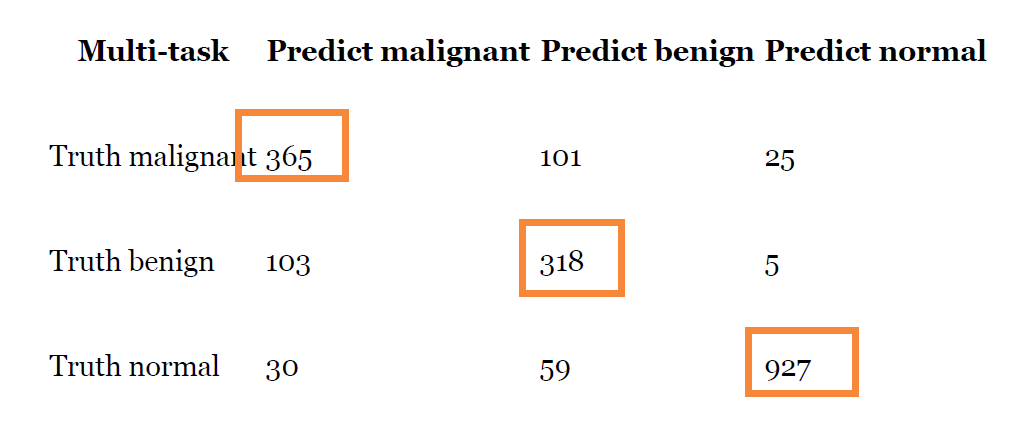 Multi-task Predict malignant Predict benign Predict normal
Truth malignant 365 101 25
Truth benign 103 318 5
Truth normal 30 59 927